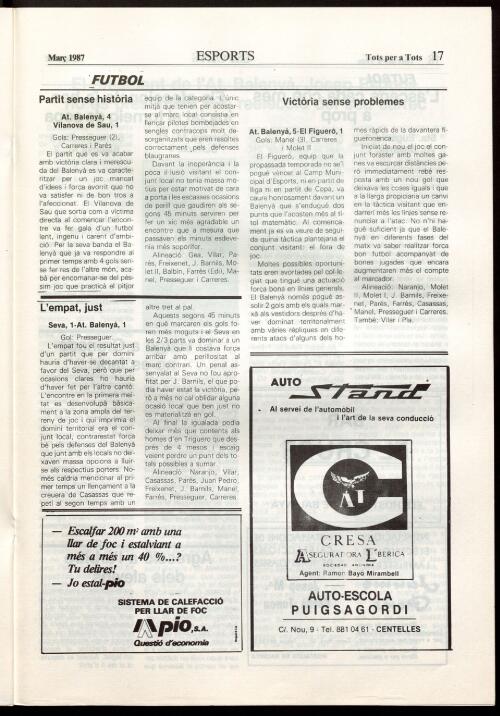 Març 1987
ESPORTS
Tots per a Tots 17
FUTBOL
Partit sense història
At. Balenyà, 4
Vilanova de Sau, 1
Gols: Presseguer (2),
Carreres i Parés
El partit que es va acabar
amb victòria clara i merescu-
da del Balenyà es va caracte-
ritzar per un joc mancat
d'idees i força avorrit que no
va satisfer ni de bon tros a
l'afeccionat. El Vilanova de
Sau que sortia com a víctima
directa al començar l'encon-
tre va fer gala d'un futbol
lent, ingenu i carent d'ambi-
ció. Per la seva banda el Ba-
lenyà que ja va respondre al
primer temps amb 4 gols sen-
se fer res de l'altre món, aca-
bà per encomanar-se del pès-
sim joc que practicà el pitjor
equip de la categoria. L'únic
mitjà que tenien per acostar-
se al marc local consistia en
llençar pilotes bombejades en
sengles contracops molt de-
sorganitzats que eren resoltes
correctament pels defenses
blaugranes.
Davant la inoperància i la
poca il·lusió visitant el con-
junt local no tenia massa mo-
tius per estar motivat de cara
a porta i les escasses ocasions
de perill que gaudiren als se-
gons 45 minuts serviren per
fer un xic més agradable un
encontre que a mesura que
passaven els minuts esdeve-
nia més soporífer.
Alineació: Gea, Vilar, Pa-
rés, Freixenet, J. Barnils, Mo-
let II, Balbín, Farrés (Edi), Ma-
nel, Presseguer i Carreres.
L'empat, just
Seva, 1-At. Balenyà, 1
Gol: Presseguer.
L'empat fou el resultat just
d'un partit que per domini
hauria d'haver-se decantat a
favor del Seva, però que per
ocasions clares ho hauria
d'haver fet per l'altre cantó.
L'encontre en la primera mei-
tat es desenvolupà bàsica-
ment a la zona ampla del ter-
reny de joc i qui imprimia el
domini territorial era el con-
junt local, contrarestat força
bé pels defenses del Balenyà
que junt amb els locals no dei-
xaven massa opcions a lluir-
se als respectius porters. No-
més caldria mencionar al pri-
mer temps un llençament a la
creuera de Casassas que re-
petí al segon temps amb un
altre tret al pal.
Aquests segons 45 minuts
en què marcaren els gols fo-
ren més moguts i el Seva en
les 2/3 parts va dominar a un
Balenyà que li costava força
arribar amb perillositat al
marc contrari. Un penal as-
senyalat al Seva no fou apro-
fitat per J. Barnils, el que po-
dia haver estat la victòria, pe-
rò a més no cal oblidar alguna
ocasió local que ben just no
es materialitzà en gol.
Al final la igualada podia
deixar més que contents als
homes d'en Triguero que des-
prés de 4 mesos i escaig
veient perdre un punt dels to-
tals possibles a sumar.
Alineació: Naranjo, Vilar,
Casassas, Parés, Juan Pedro,
Freixenet, J. Barnils, Manel,
Farrés, Presseguer, Carreres.
Victòria sense problemes
At. Balenyà, 5-El Figueró, 1
Gols: Manel (3), Carreres
i Molet II
El Figueró, equip que la
propassada temporada no se'l
pogué vèncer al Camp Muni-
cipal d'Esports, ni en partit de
lliga ni en partit de Copa, va
caure honrosament davant un
Balenyà que s'endugué dos
punts que l'acosten més al tí-
tol matemàtic. Al comença-
ment ja es va veure de segui-
da quina tàctica plantejaria el
conjunt visitant: el fora de
joc.
Moltes possibles oportuni-
tats eren avortades pel col·le-
giat que tingué una actuació
força bona en línies generals.
El Balenyà només pogué as-
solir 2 gols amb els quals mar-
xà als vestidors després d'ha-
ver dominat territorialment
amb vàries rèpliques en dife-
rents atacs d'alguns dels ho-
mes ràpids de la davantera fi-
gueronenca.
Iniciat de nou el joc el con-
junt foraster amb moltes ga-
nes va escurçar distàncies pe-
rò immediatament rebé res-
posta amb un nou gol que
deixava les coses iguals i que
a la llarga propiciaria un canvi
en la tàctica visitant que en-
dantrí més les línies sense re-
nunciar a l'atac. No n'hi ha-
gué suficient ja que el Bale-
nyà en diferents fases del
matx va saber realitzar força
bon futbol acompanyat de
bones jugades que encara
augmentaren més el compte
al marcador.
Alineació: Naranjo, Molet
II, Molet I, J. Barnils, Freixe-
net, Parés, Farrés, Casassas,
Manel, Presseguer i Carreres.
També: Vilar i Pla.
— Escalfar 200 m² amb una
llar de foc i estalviant a
més a més un 40 %...?
Tu delires!
— Jo estal-pio
SISTEMA DE CALEFACCIÓ
PER LLAR DE FOC
pio, S.A.
Qüestió d'economia
AUTO
Stand
- Al servei de l'automobil
i l'art de la seva conducció
AT
CRESA
ASEGURATORA IBERICA
SOCIEDAD ANONIMA
Agent: Ramon Bayo Mirambell
AUTO-ESCOLA
PUIGSAGORDI
C/. Nou, 9 - Tel. 881 04 61 - CENTELLES